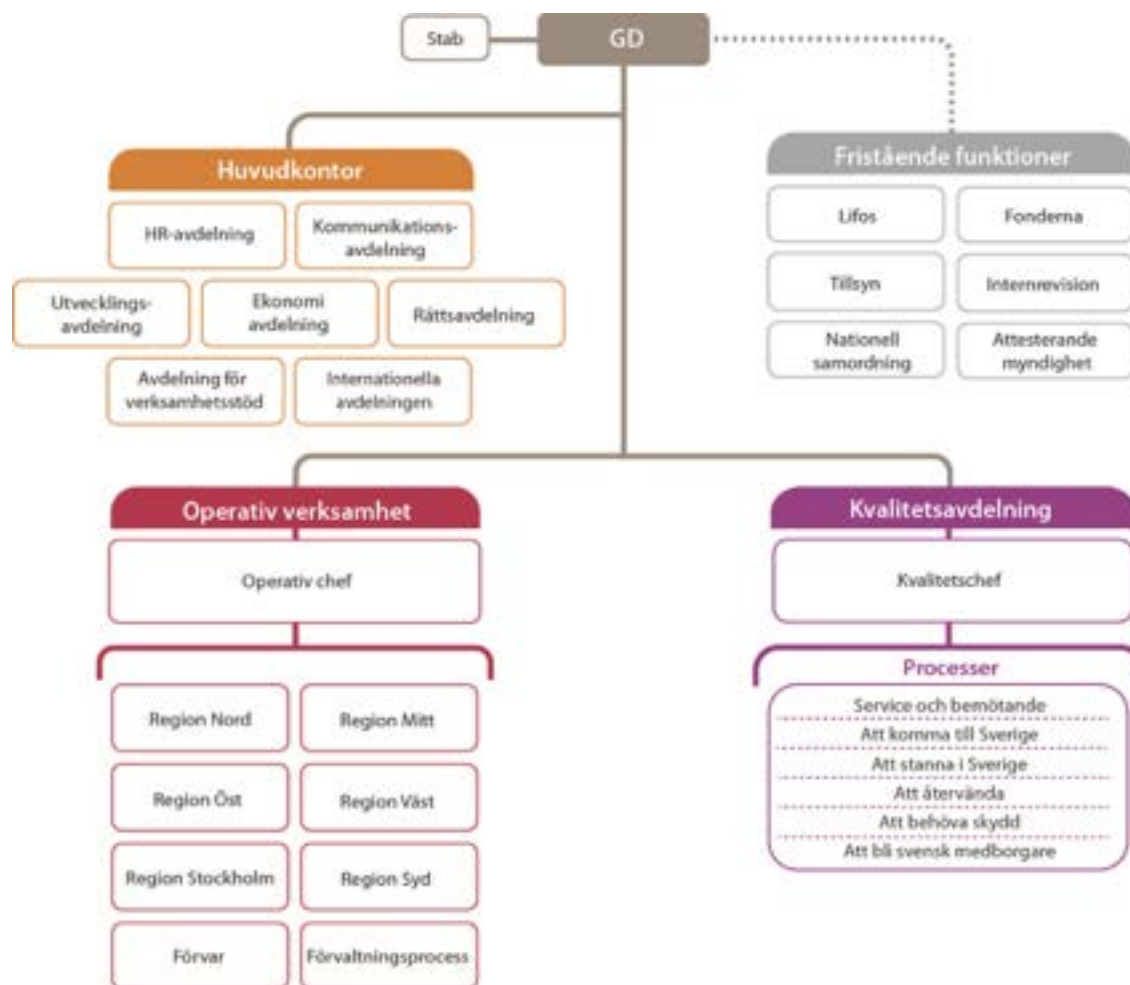 Stab
GD
Huvudkontor
HR-avdelning
Kommunikations-
avdelning
Utvecklings-
avdelning
Ekonomi
avdelning
Rättsavdelning
Avdelning för
verksamhetsstöd
Internationella
avdelningen
Fristående funktioner
Lifos
Fonderna
Tillsyn
Internrevision
Nationell
samordning
Attesterande
myndighet
Operativ verksamhet
Operativ chef
Region Nord
Region Mitt
Region Öst
Region Väst
Region Stockholm
Region Syd
Förvar
Förvaltningsprocess
Kvalitetsavdelning
Kvalitetschef
Processer
Service och bemötande
Att komma till Sverige
Att stanna i Sverige
Att återvända
Att behöva skydd
Att bli svensk medborgare